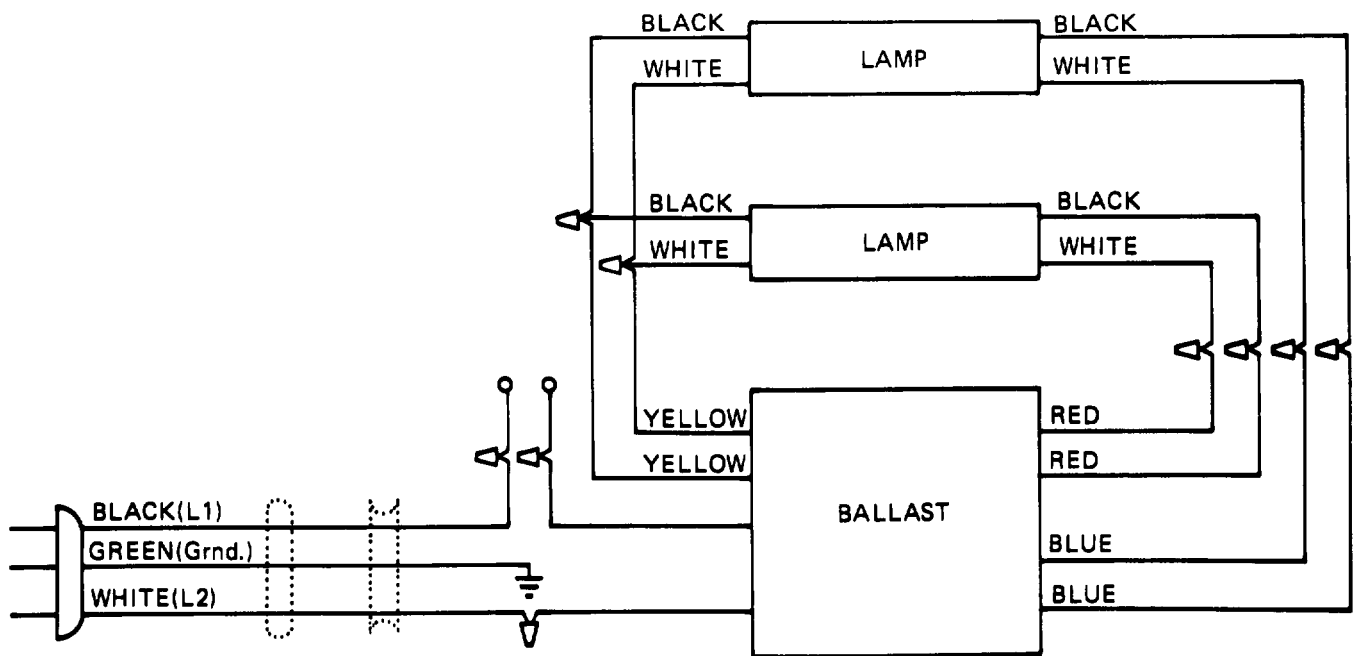 BLACK
BLACK
LAMP
WHITE
WHITE
BLACK
BLACK
LAMP
WHITE
WHITE
YELLOW
RED
YELLOW
RED
BALLAST
BLACK(L1)
GREEN(Grnd.)
BLUE
WHITE(L2)
BLUE